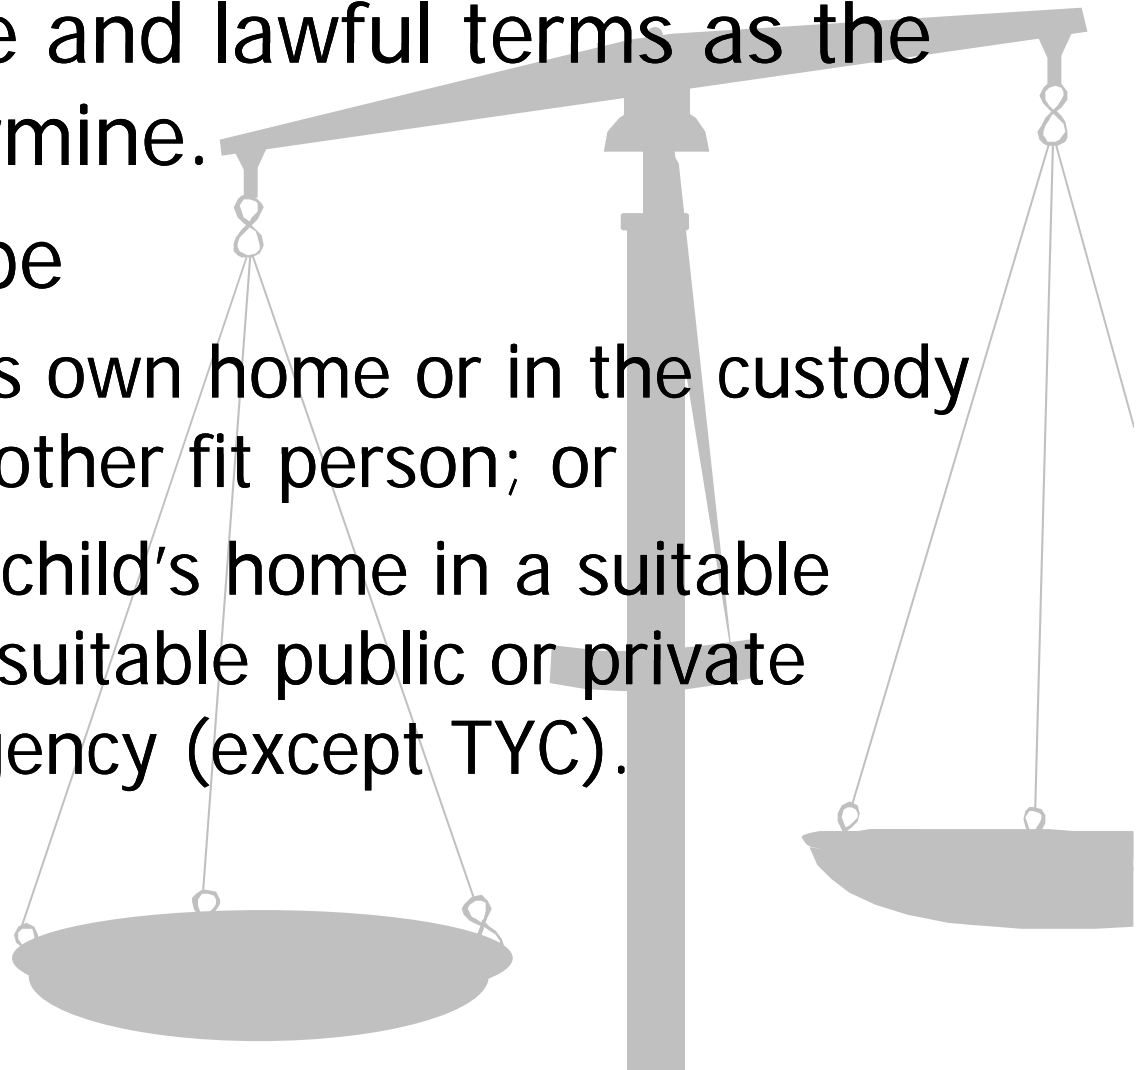 e and lawful terms as the
rmine.
be
s own home or in the custody
other fit person; or
child's home in a suitable
suitable public or private
gency (except TYC).